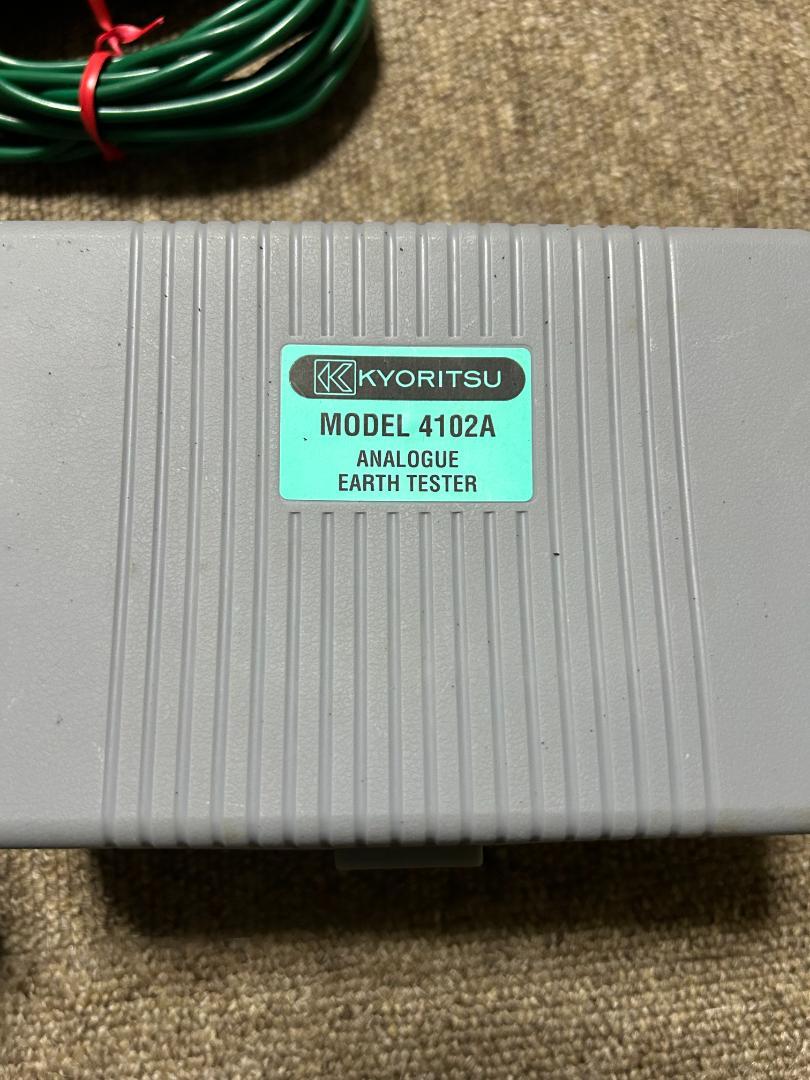 KYORITSU
MODEL 4102A
ANALOGUE
EARTH TESTER